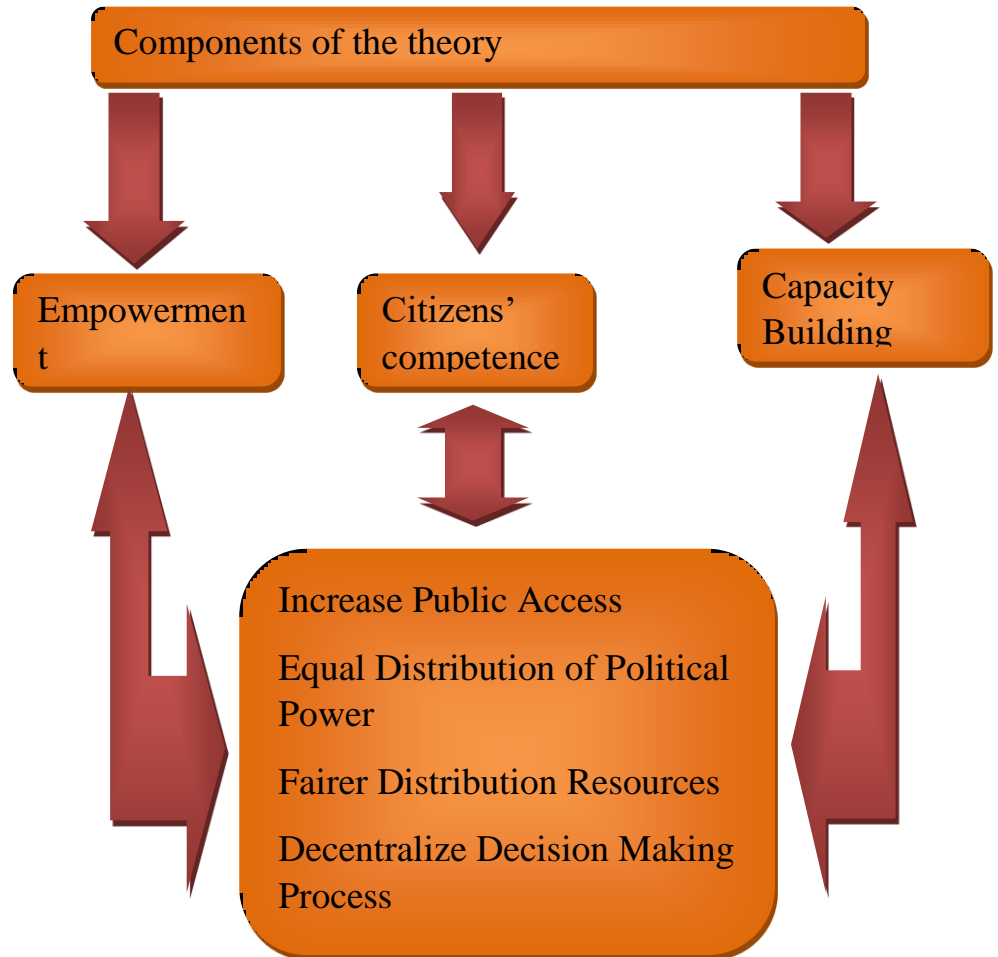 Components of the theory
Empowermen
t
Citizens’
competence
Capacity
Building
Increase Public Access
Equal Distribution of Political
Power
Fairer Distribution Resources
Decentralize Decision Making
Process